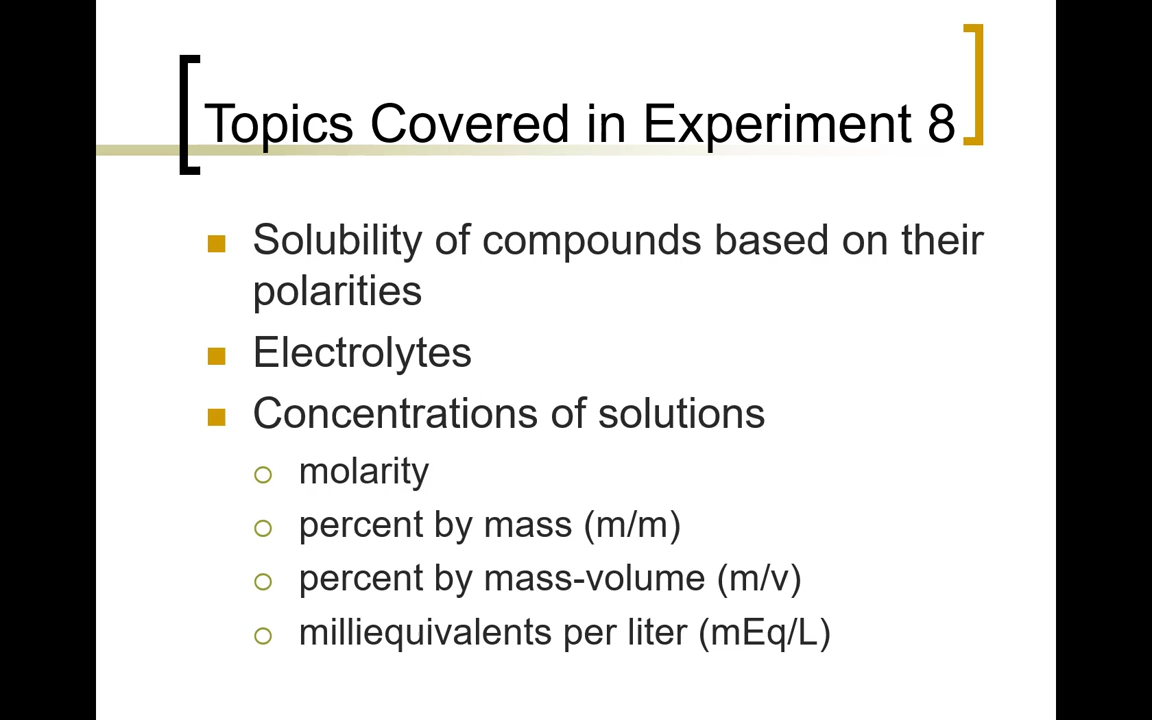 Topics Covered in Experiment 8
Solubility of compounds based on their
polarities
Electrolytes
Concentrations of solutions
molarity
percent by mass (m/m)
percent by mass-volume (m/v)
milliequivalents per liter (mEq/L)